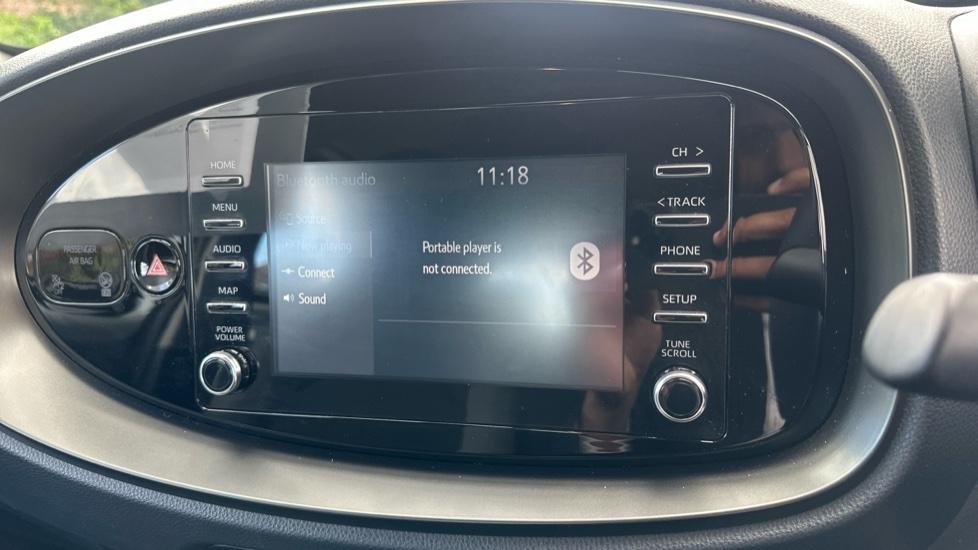 PASSENGER
AIR BAG
HOME
MENU
AUDIO
MAP
POWER
VOLUME
Bluetooth audio
11:18
Source
Now playing
Connect
Sound
Portable player is
not connected.
CH >
< TRACK
PHONE
SETUP
TUNE
SCROLL